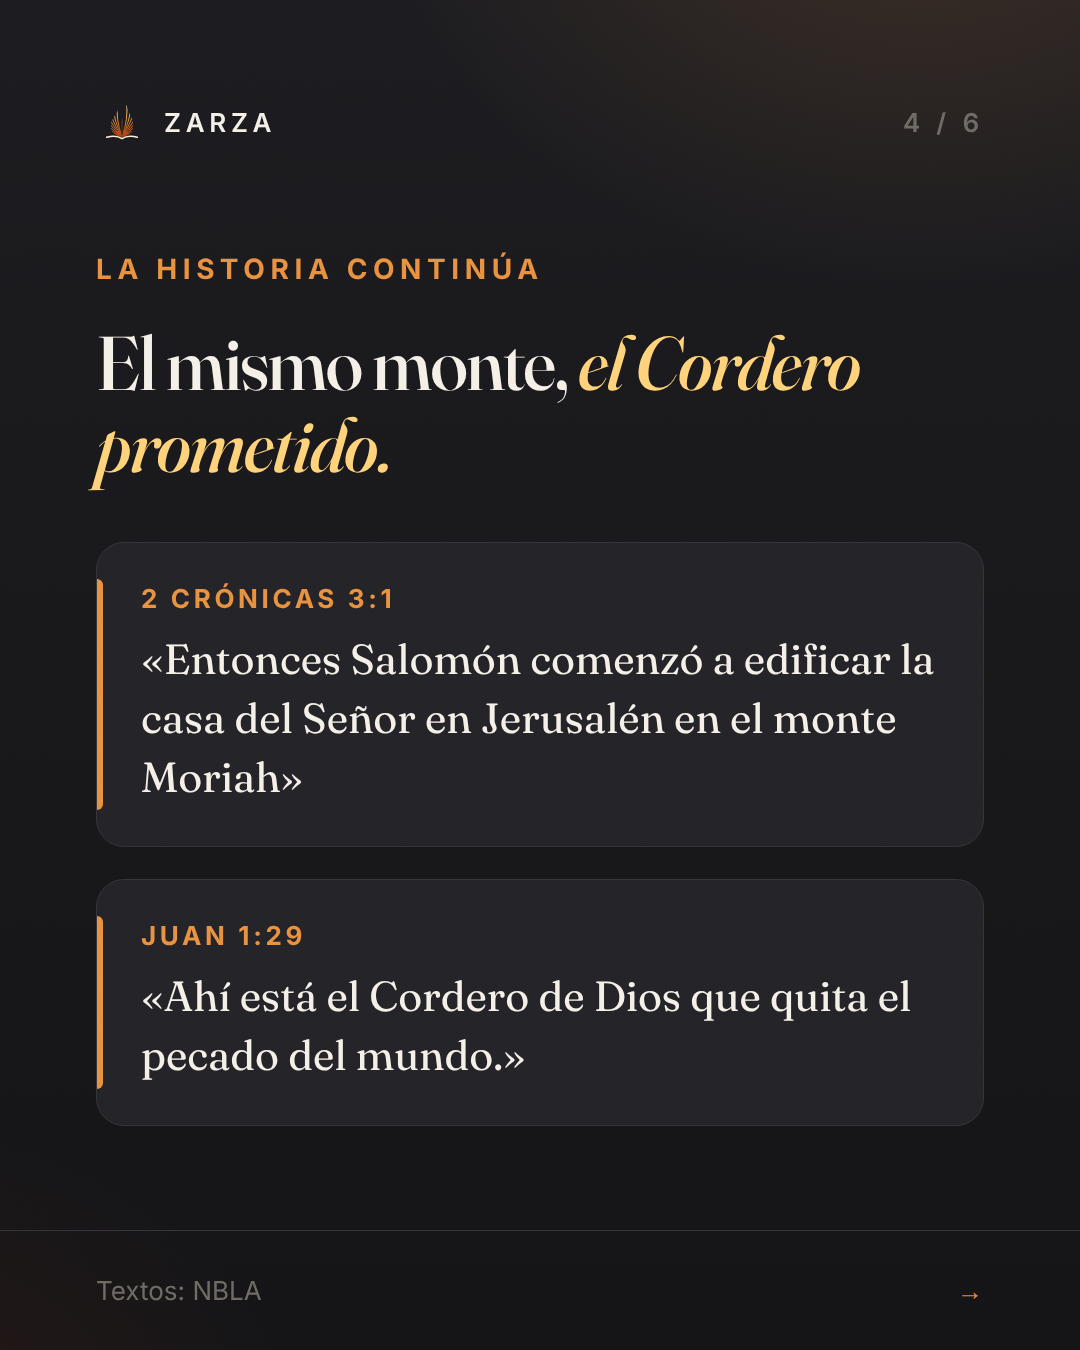 ZARZA
4 / 6
LA HISTORIA CONTINÚA
El mismo monte, el Cordero
prometido.
2 CRÓNICAS 3:1
«Entonces Salomón comenzó a edificar la
casa del Señor en Jerusalén en el monte
Moriah»
JUAN 1:29
«Ahí está el Cordero de Dios que quita el
pecado del mundo.»
Textos: NBLA
→